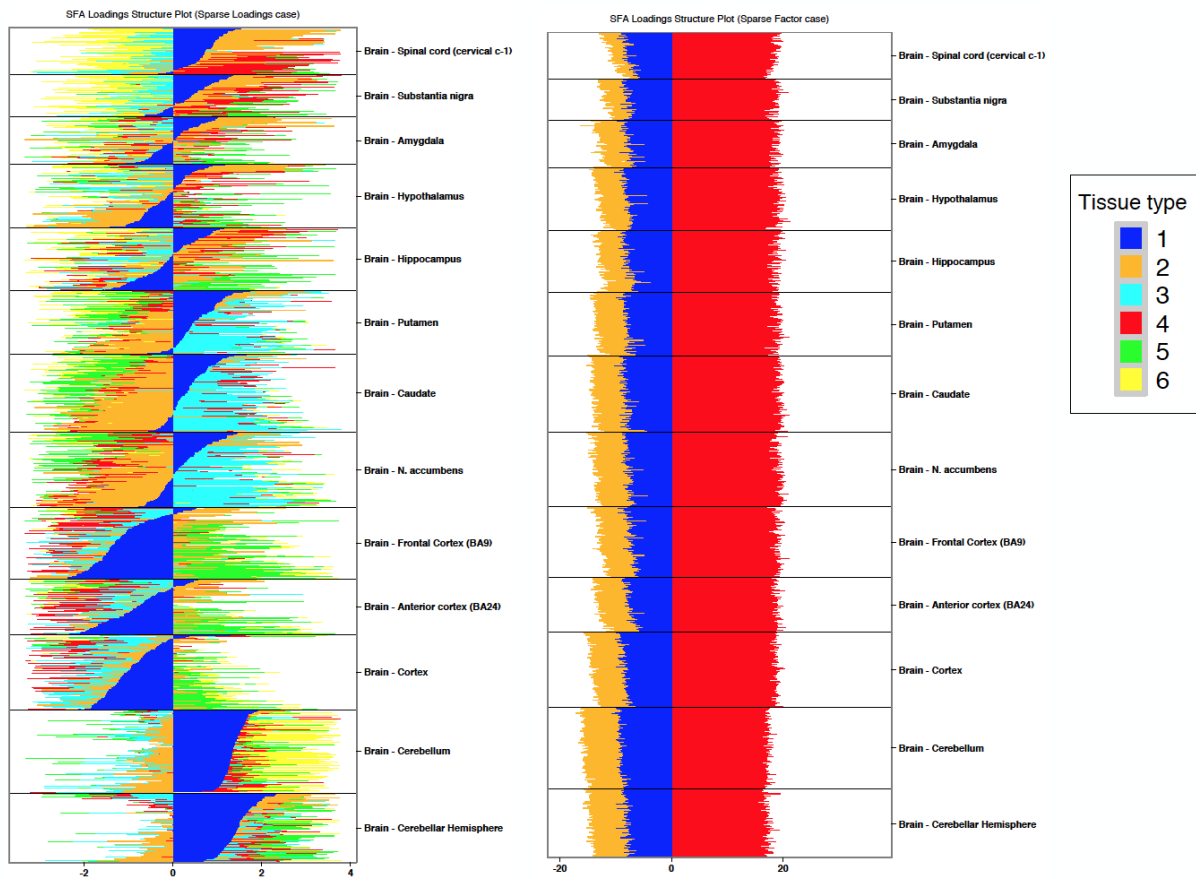 SFA Loadings Structure Plot (Sparse Loadings case)
Brain - Spinal cord (cervical c-1)
Brain - Substantia nigra
Brain - Amygdala
Brain - Hypothalamus
Brain - Hippocampus
Brain - Putamen
Brain - Caudate
Brain - N. accumbens
Brain - Frontal Cortex (BA9)
Brain - Anterior cortex (BA24)
Brain - Cortex
Brain - Cerebellum
Brain - Cerebellar Hemisphere
-2 0 2 4
SFA Loadings Structure Plot (Sparse Factor case)
Brain - Spinal cord (cervical c-1)
Brain - Substantia nigra
Brain - Amygdala
Brain - Hypothalamus
Brain - Hippocampus
Brain - Putamen
Brain - Caudate
Brain - N. accumbens
Brain - Frontal Cortex (BA9)
Brain - Anterior cortex (BA24)
Brain - Cortex
Brain - Cerebellum
Brain - Cerebellar Hemisphere
-20 0 20
Tissue type
1
2
3
4
5
6